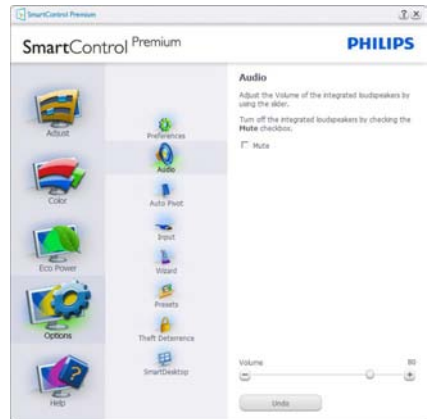 SmartControl Premium
SmartControl Premium
PHILIPS
Adjust
Color
Eco Power
Options
Help
Preferences
Audio
Auto Pivot
Input
Wizard
Presets
Theft Deterrence
SmartDesktop
Audio
Adjust the Volume of the integrated loudspeakers by
using the slider.
Turn off the integrated loudspeakers by checking the
Mute checkbox.
Mute
Volume 80
Undo